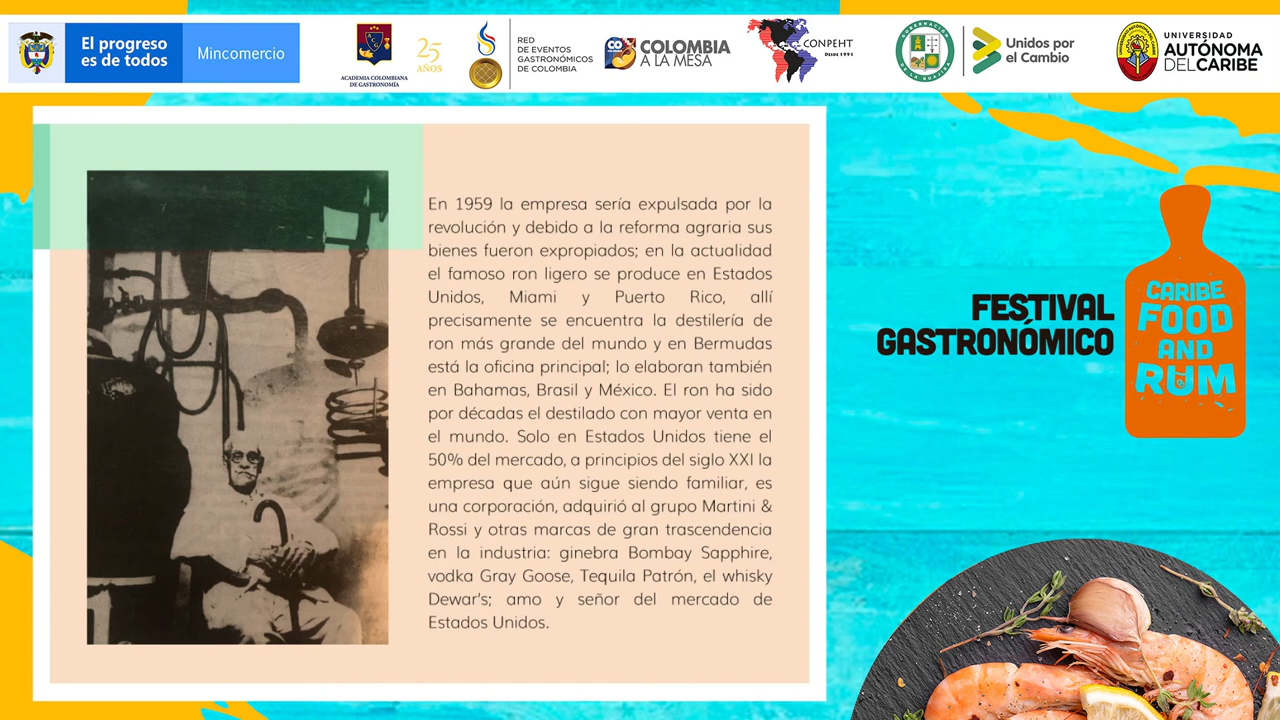 El progreso
es de todos
Mincomercio
ACG
ACADEMIA COLOMBIANA
DE GASTRONOMÍA
25
AÑOS
RED
DE EVENTOS
GASTRONÓMICOS
DE COLOMBIA
CO
COLOMBIA
A LA MESA
CONPEHT
DESDE 1991
GOBERNACIÓN
DE LA GUAJIRA
Unidos por
el Cambio
UNIVERSIDAD
AUTÓNOMA
DEL CARIBE
En 1959 la empresa sería expulsada por la
revolución y debido a la reforma agraria sus
bienes fueron expropiados; en la actualidad
el famoso ron ligero se produce en Estados
Unidos, Miami y Puerto Rico, allí
precisamente se encuentra la destilería de
ron más grande del mundo y en Bermudas
está la oficina principal; lo elaboran también
en Bahamas, Brasil y México. El ron ha sido
por décadas el destilado con mayor venta en
el mundo. Solo en Estados Unidos tiene el
50% del mercado, a principios del siglo XXI la
empresa que aún sigue siendo familiar, es
una corporación, adquirió al grupo Martini &
Rossi y otras marcas de gran trascendencia
en la industria: ginebra Bombay Sapphire,
vodka Gray Goose, Tequila Patrón, el whisky
Dewar's; amo y señor del mercado de
Estados Unidos.
FESTIVAL
GASTRONÓMICO
CARIBE
FOOD
AND
RUM